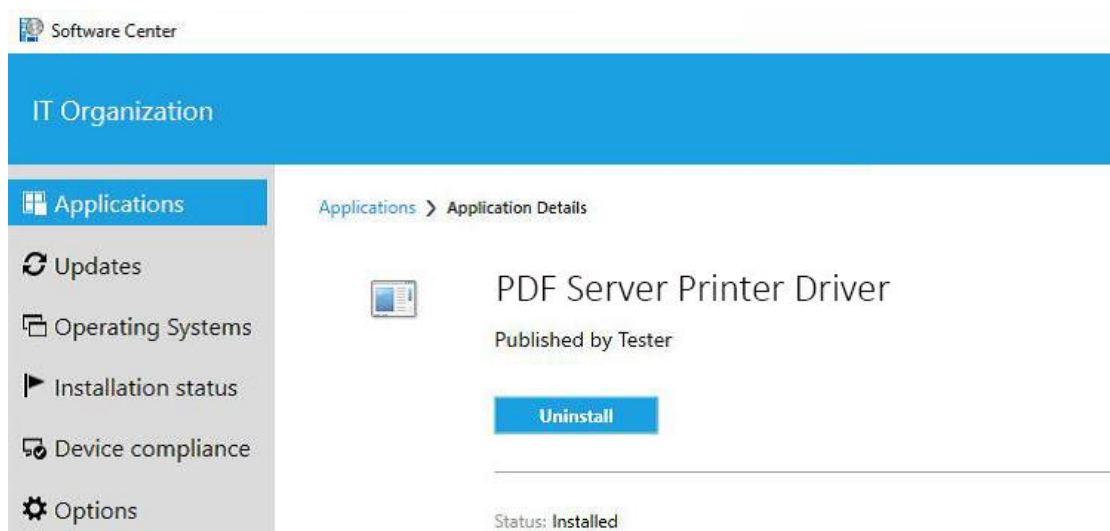 Software Center
IT Organization
Applications
Updates
Operating Systems
Installation status
Device compliance
Options
Applications > Application Details
PDF Server Printer Driver
Published by Tester
Uninstall
Status: Installed